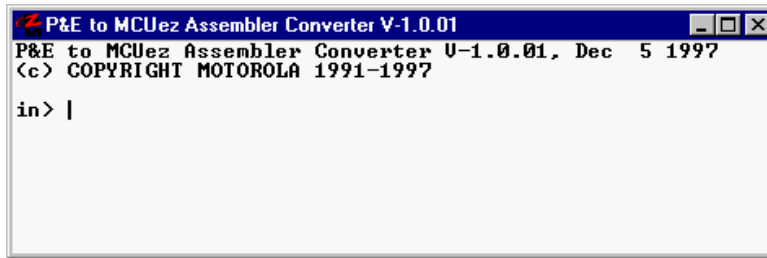 P&E to MCUez Assembler Converter V-1.0.01
P&E to MCUez Assembler Converter V-1.0.01, Dec  5 1997
(c) COPYRIGHT MOTOROLA 1991-1997
in>